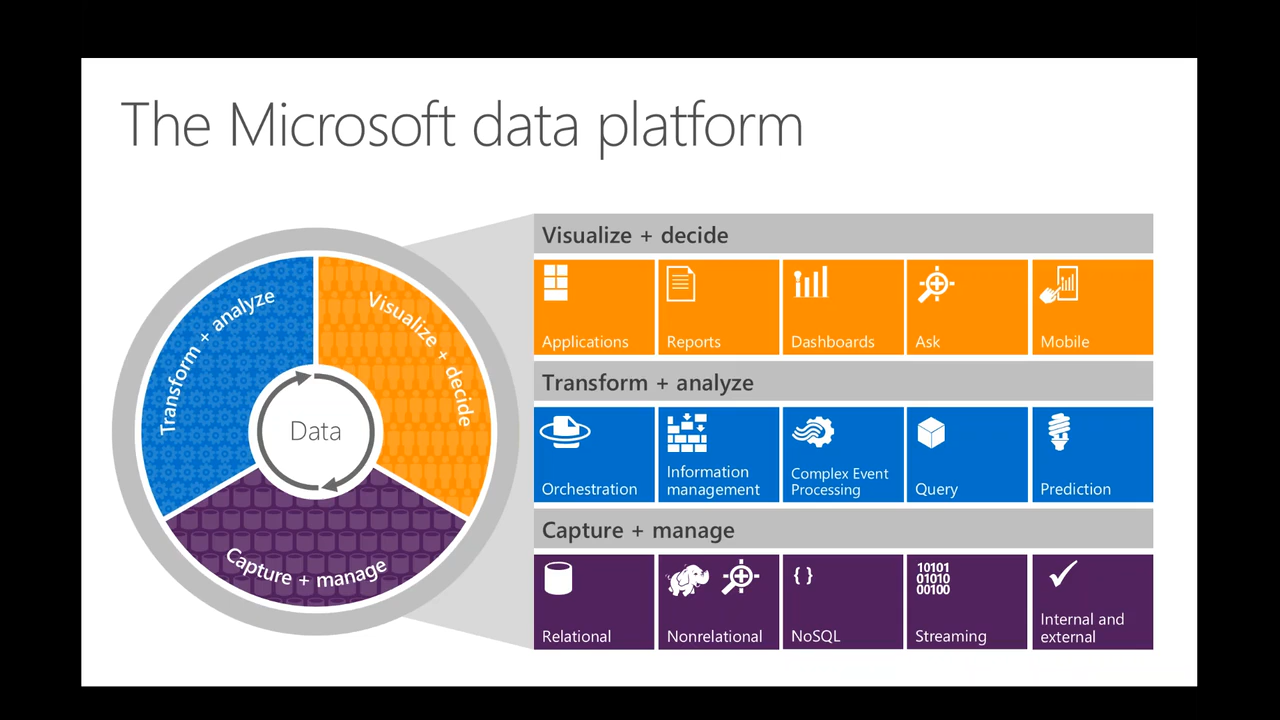 The Microsoft data platform
Transform + analyze
Visualize + decide
Data
Capture + manage
Visualize + decide
Applications
Reports
Dashboards
Ask
Mobile
Transform + analyze
Orchestration
Information
management
Complex Event
Processing
Query
Prediction
Capture + manage
Relational
Nonrelational
{ }
NoSQL
10101
01010
00100
Streaming
Internal and
external